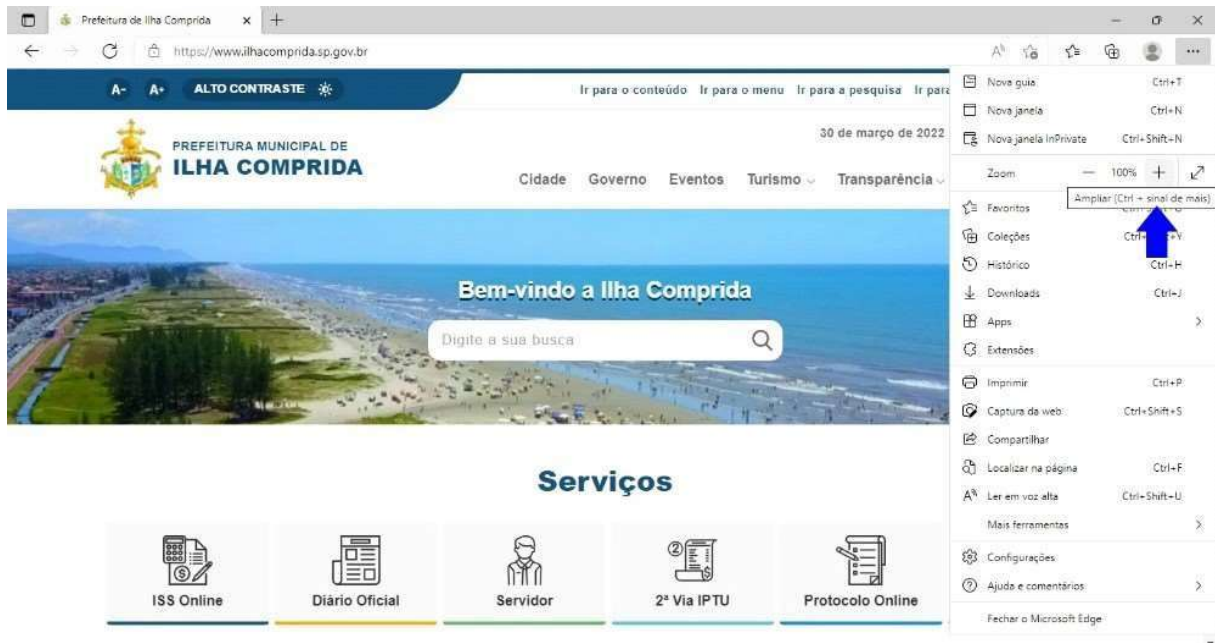 Prefeitura de Ilha Comprida
https://www.ilhacomprida.sp.gov.br
A- A+ ALTO CONTRASTE
Ir para o conteúdo Ir para o menu Ir para a pesquisa Ir para
30 de março de 2022
PREFEITURA MUNICIPAL DE
ILHA COMPRIDA
Cidade Governo Eventos Turismo Transparência
Bem-vindo a Ilha Comprida
Digite a sua busca
Serviços
ISS Online Diário Oficial Servidor 2ª Via IPTU Protocolo Online
Nova guia Ctrl+T
Nova janela Ctrl+N
Nova janela InPrivate Ctrl+Shift+N
Zoom — 100% +
Ampliar (Ctrl + sinal de mais)
Favoritos
Coleções
Histórico Ctrl+H
Downloads Ctrl+J
Apps
Extensões
Imprimir Ctrl+P
Captura da web Ctrl+Shift+S
Compartilhar
Localizar na página Ctrl+F
Ler em voz alta Ctrl+Shift+U
Mais ferramentas
Configurações
Ajuda e comentários
Fechar o Microsoft Edge